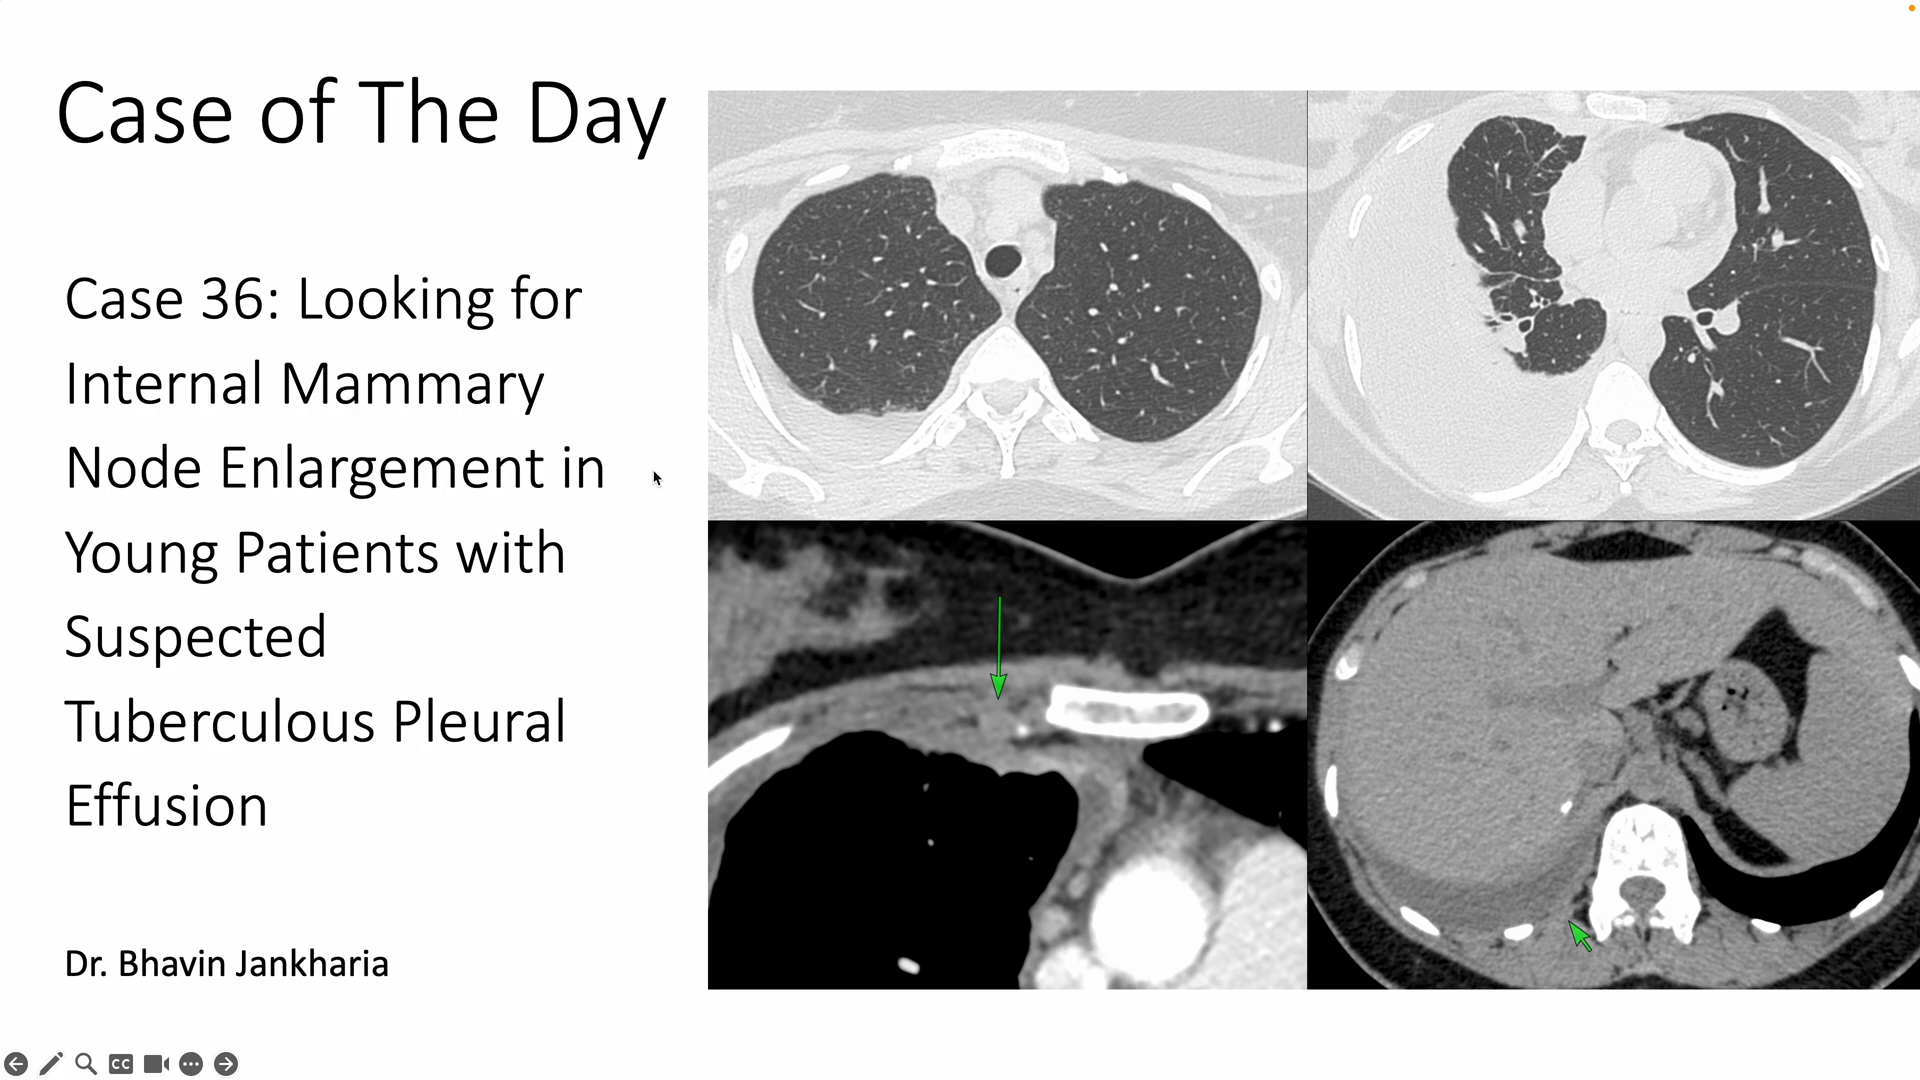 Case of The Day
Case 36: Looking for
Internal Mammary
Node Enlargement in
Young Patients with
Suspected
Tuberculous Pleural
Effusion
Dr. Bhavin Jankharia
CC